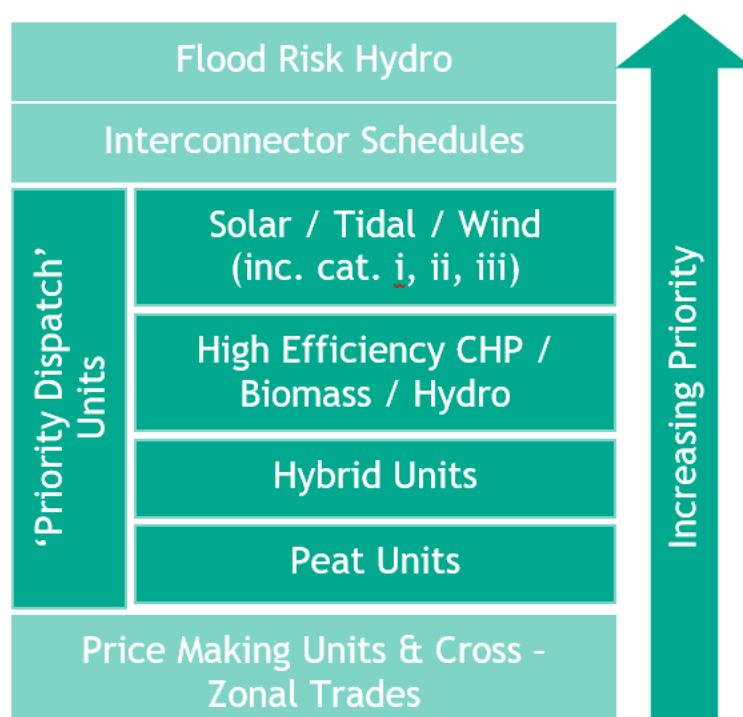 Flood Risk Hydro
Interconnector Schedules
‘Priority Dispatch’
Units
Solar / Tidal / Wind
(inc. cat. i, ii, iii)
High Efficiency CHP /
Biomass / Hydro
Hybrid Units
Peat Units
Price Making Units & Cross –
Zonal Trades
Increasing Priority